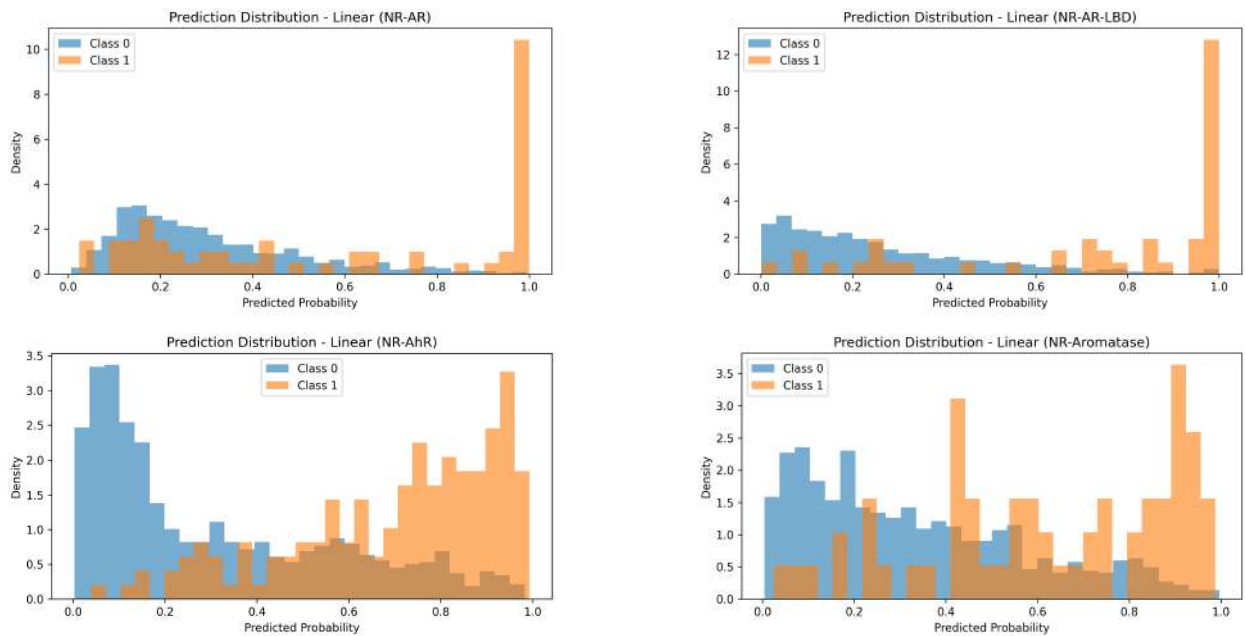 Prediction Distribution - Linear (NR-AR)
Class 0
Class 1
Density
10
8
6
4
2
0
0.0 0.2 0.4 0.6 0.8 1.0
Predicted Probability
Prediction Distribution - Linear (NR-AR-LBD)
Class 0
Class 1
Density
12
10
8
6
4
2
0
0.0 0.2 0.4 0.6 0.8 1.0
Predicted Probability
Prediction Distribution - Linear (NR-AhR)
Class 0
Class 1
Density
3.5
3.0
2.5
2.0
1.5
1.0
0.5
0.0
0.0 0.2 0.4 0.6 0.8 1.0
Predicted Probability
Prediction Distribution - Linear (NR-Aromatase)
Class 0
Class 1
Density
3.5
3.0
2.5
2.0
1.5
1.0
0.5
0.0
0.0 0.2 0.4 0.6 0.8 1.0
Predicted Probability